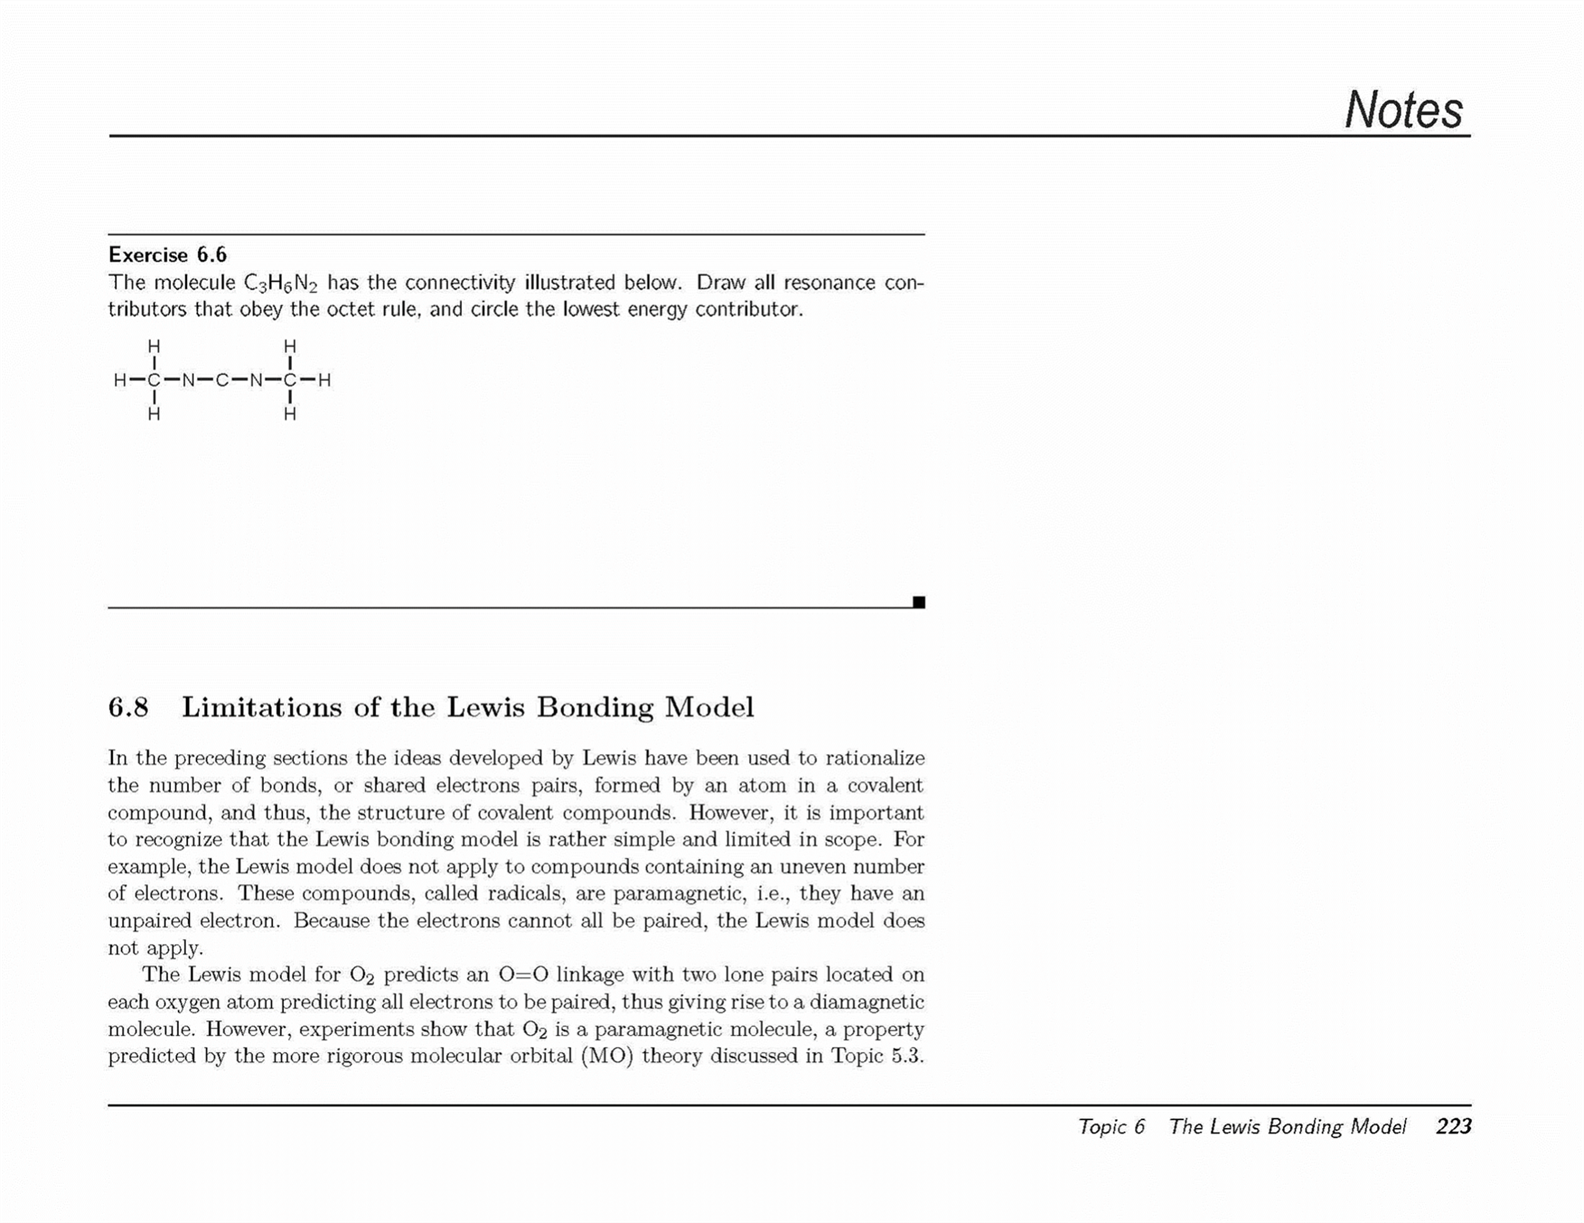 Notes
Exercise 6.6
The molecule C₃H₆N₂ has the connectivity illustrated below. Draw all resonance con-
tributors that obey the octet rule, and circle the lowest energy contributor.
H H
H–C–N–C–N–C–H
H H
6.8 Limitations of the Lewis Bonding Model
In the preceding sections the ideas developed by Lewis have been used to rationalize
the number of bonds, or shared electrons pairs, formed by an atom in a covalent
compound, and thus, the structure of covalent compounds. However, it is important
to recognize that the Lewis bonding model is rather simple and limited in scope. For
example, the Lewis model does not apply to compounds containing an uneven number
of electrons. These compounds, called radicals, are paramagnetic, i.e., they have an
unpaired electron. Because the electrons cannot all be paired, the Lewis model does
not apply.
The Lewis model for O₂ predicts an O=O linkage with two lone pairs located on
each oxygen atom predicting all electrons to be paired, thus giving rise to a diamagnetic
molecule. However, experiments show that O₂ is a paramagnetic molecule, a property
predicted by the more rigorous molecular orbital (MO) theory discussed in Topic 5.3.
Topic 6 The Lewis Bonding Model 223